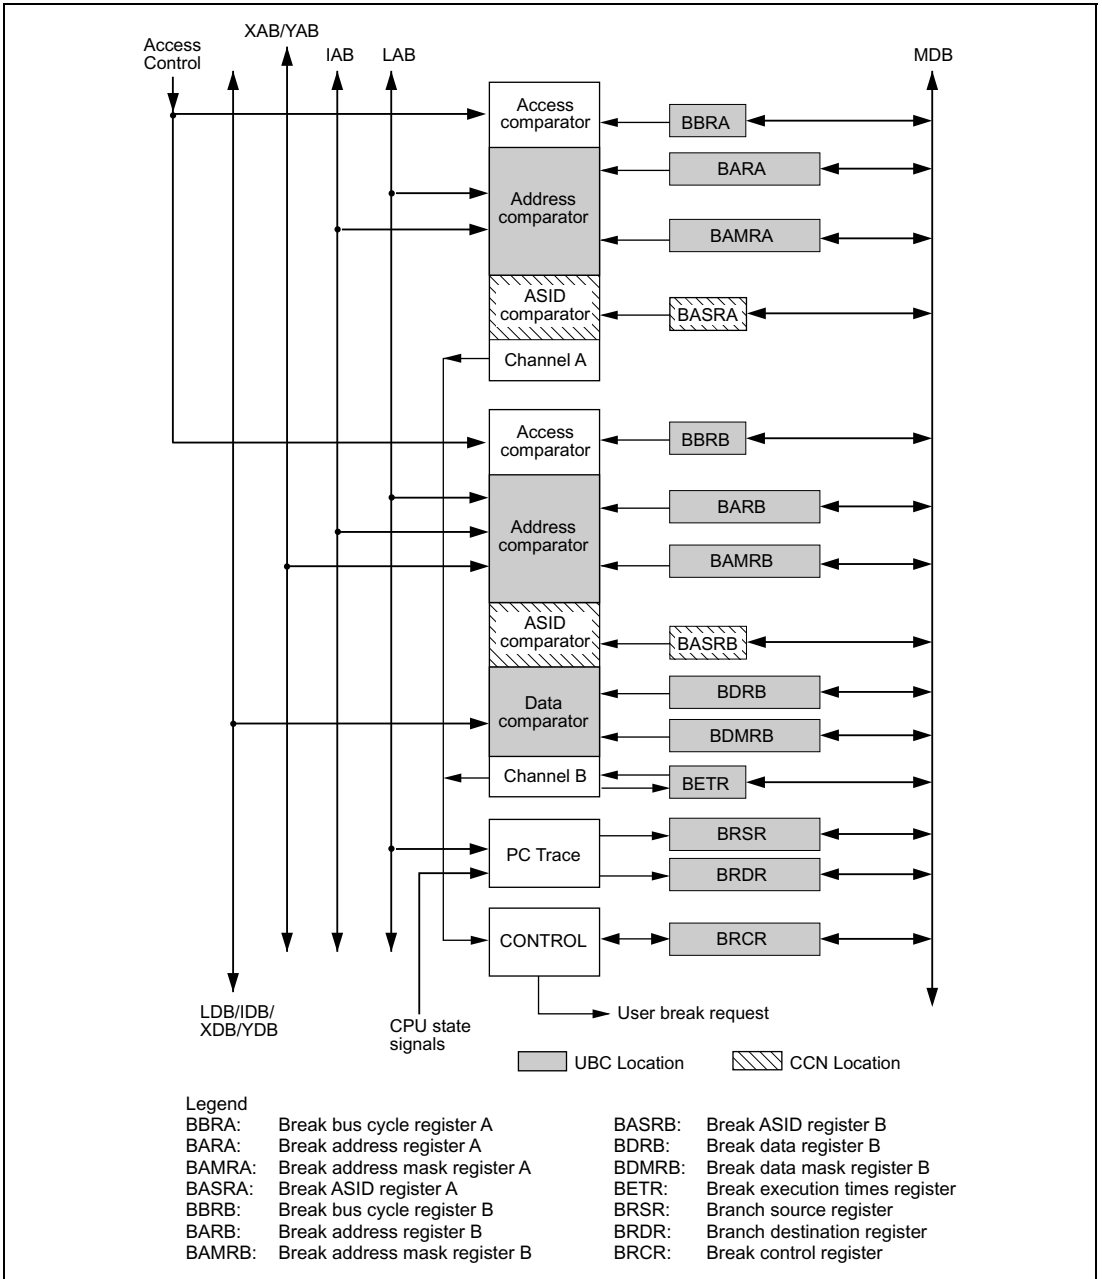 Access
Control
XAB/YAB
IAB
LAB
MDB
Access
comparator
BBRA
BARA
Address
comparator
BAMRA
ASID
comparator
BASRA
Channel A
Access
comparator
BBRB
BARB
Address
comparator
BAMRB
ASID
comparator
BASRB
BDRB
Data
comparator
BDMRB
Channel B
BETR
BRSR
PC Trace
BRDR
CONTROL
BRCR
LDB/IDB/
XDB/YDB
CPU state
signals
User break request
UBC Location
CCN Location
Legend
BBRA: Break bus cycle register A
BARA: Break address register A
BAMRA: Break address mask register A
BASRA: Break ASID register A
BBRB: Break bus cycle register B
BARB: Break address register B
BAMRB: Break address mask register B
BASRB: Break ASID register B
BDRB: Break data register B
BDMRB: Break data mask register B
BETR: Break execution times register
BRSR: Branch source register
BRDR: Branch destination register
BRCR: Break control register